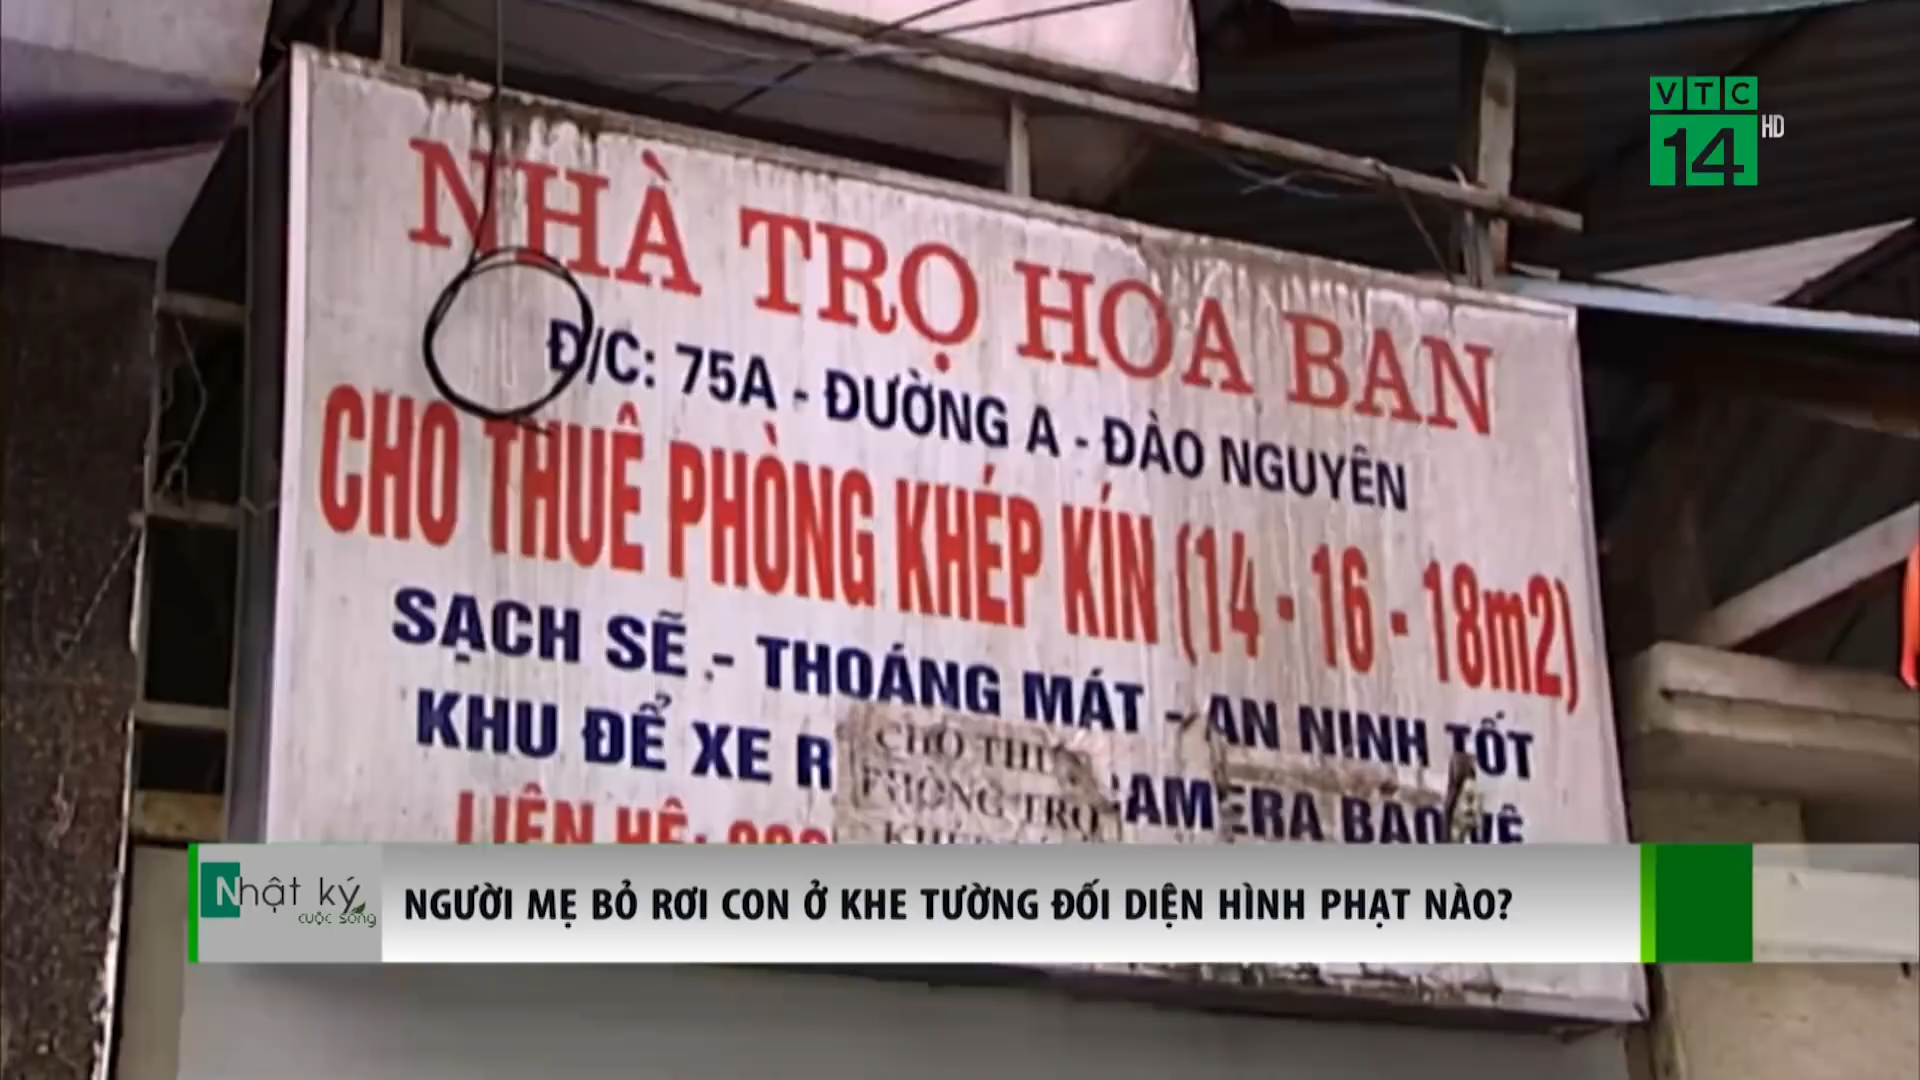 VTC
14 HD
NHÀ TRỌ HOA BAN
Đ/C: 75A - ĐƯỜNG A - ĐÀO NGUYÊN
CHO THUÊ PHÒNG KHÉP KÍN (14 - 16 - 18m2)
SẠCH SẼ - THOÁNG MÁT - AN NINH TỐT
KHU ĐỂ XE R CAMERA BẢO VỆ
CHO THUÊ
PHÒNG TRỌ
LIÊN HỆ:
Nhật ký
cuộc sống
NGƯỜI MẸ BỎ RƠI CON Ở KHE TƯỜNG ĐỐI DIỆN HÌNH PHẠT NÀO?